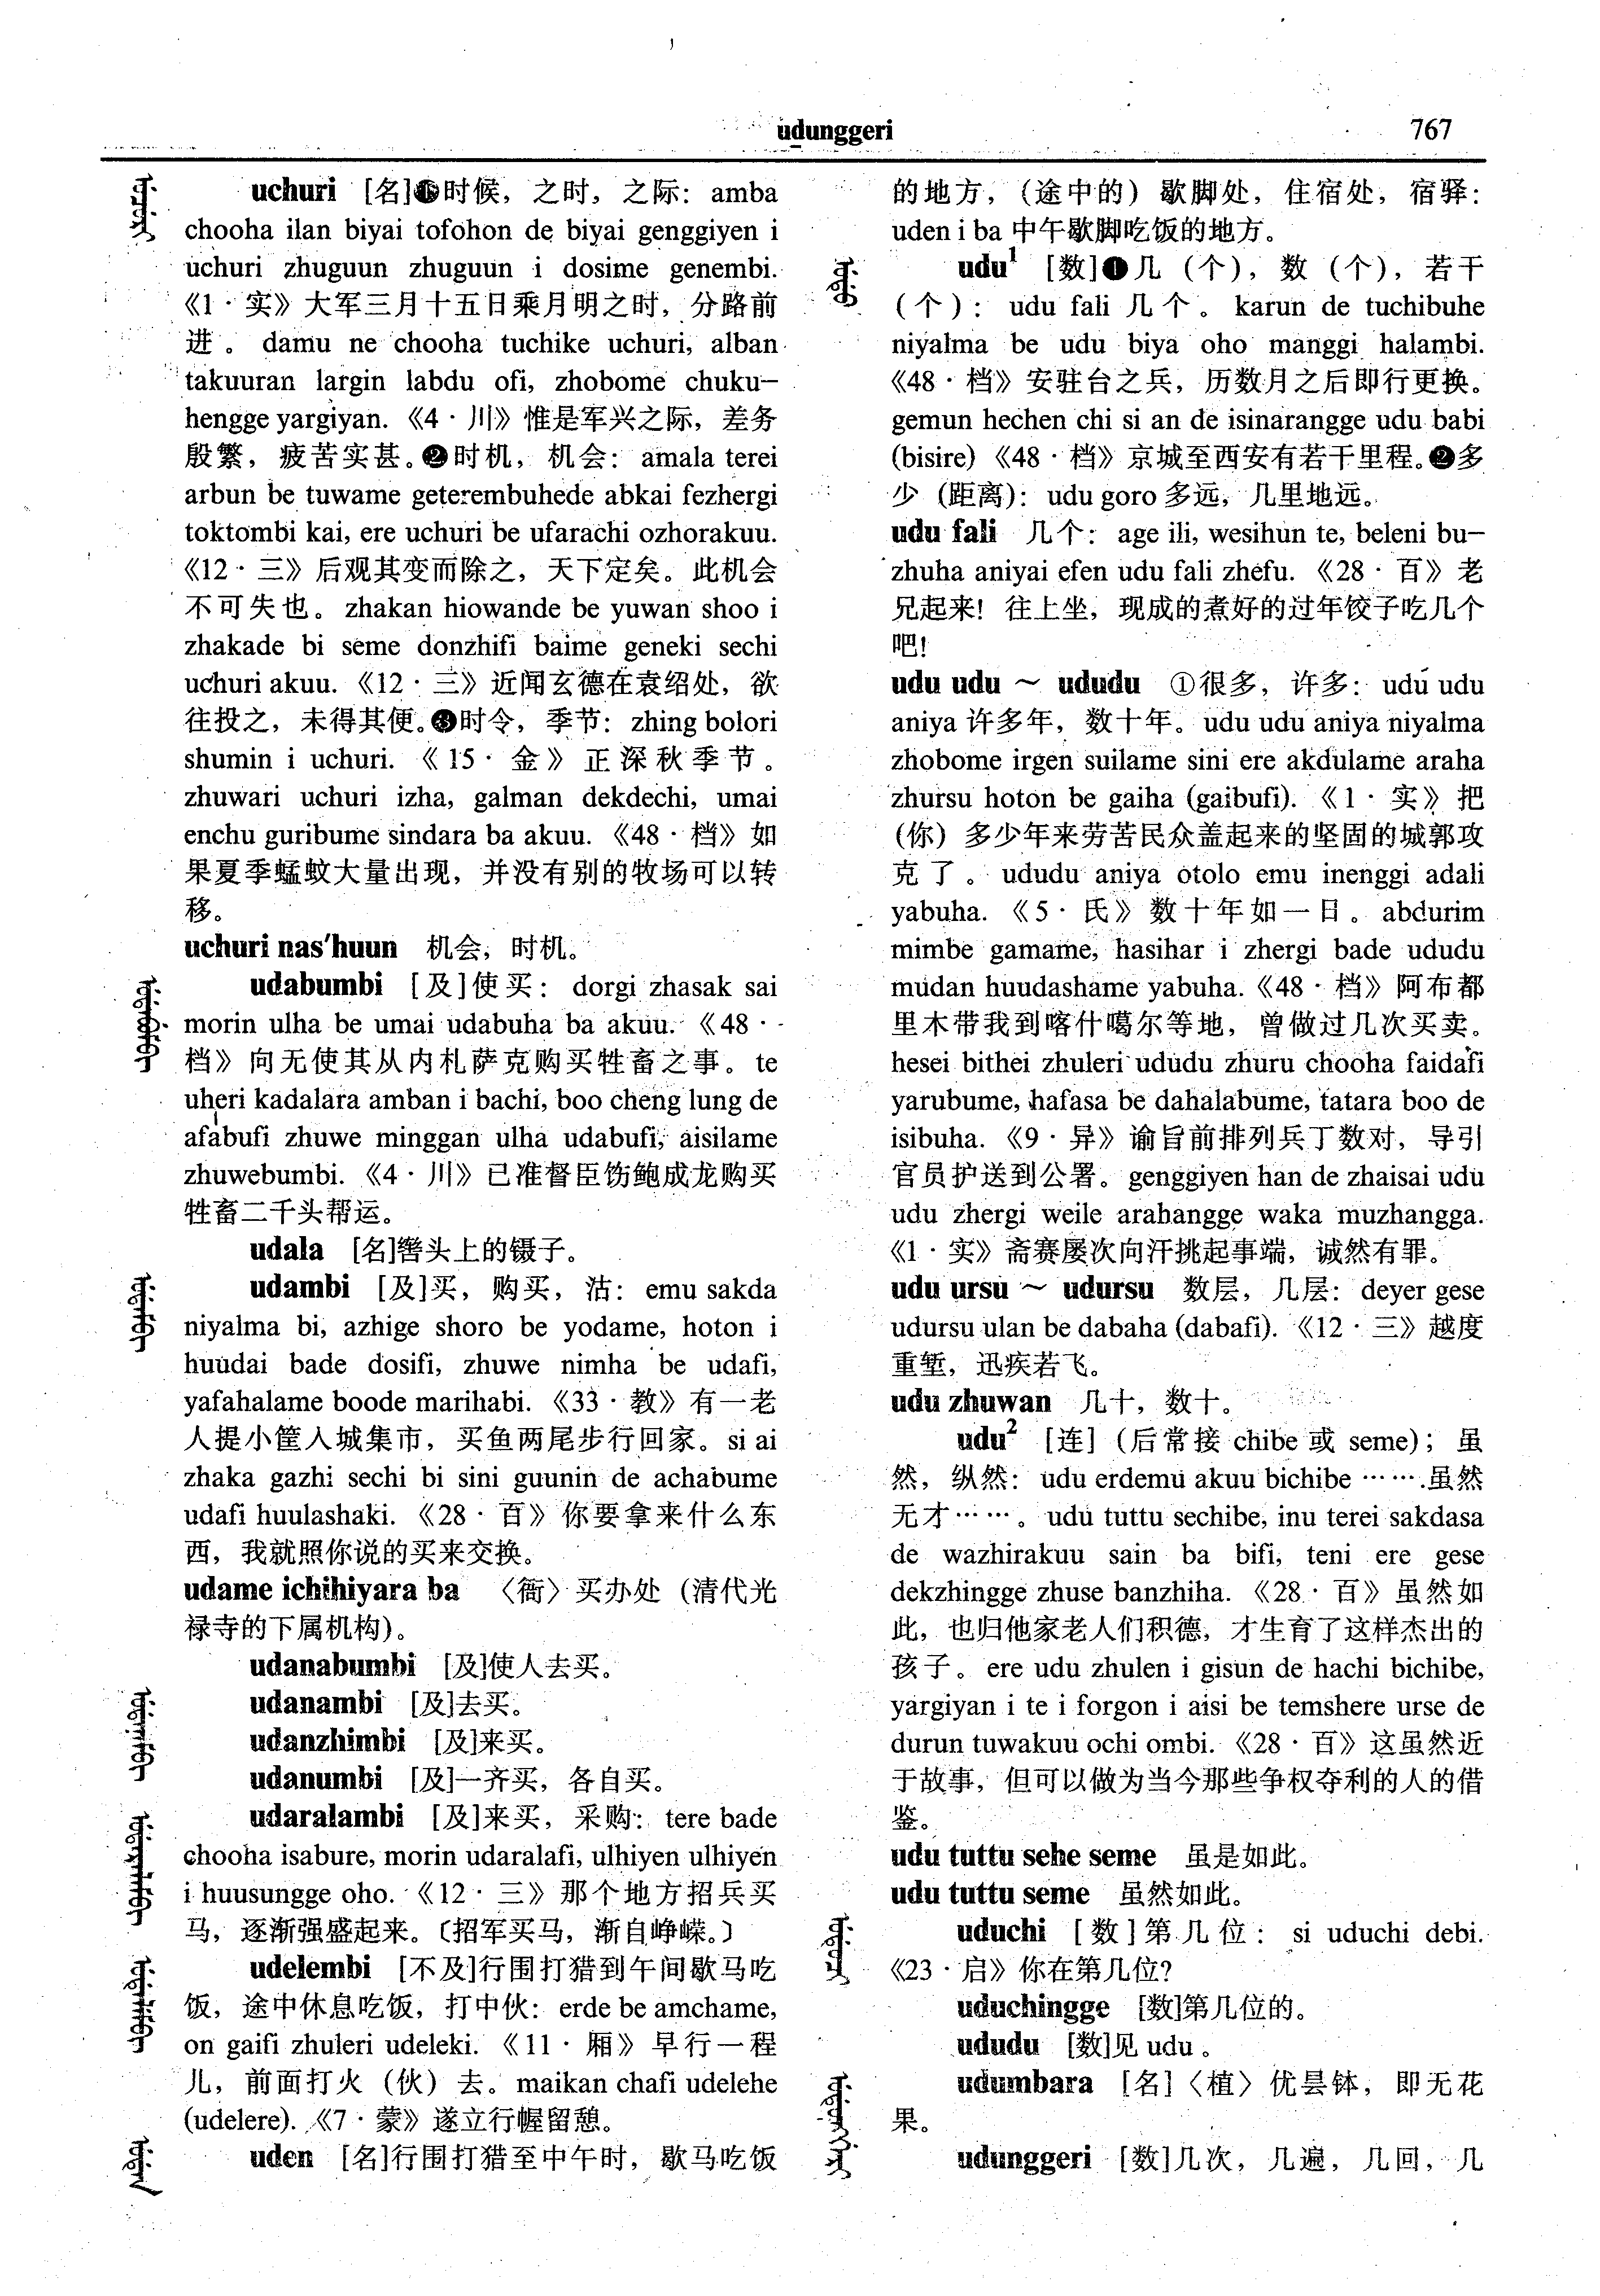 udunggeri 767
uchuri [名]❶时候，之时，之际：amba
chooha ilan biyai tofohon de biyai genggiyen i
uchuri zhuguun zhuguun i dosime genembi.
《1·实》大军三月十五日乘月明之时，分路前
进。damu ne chooha tuchike uchuri, alban
takuuran largin labdu ofi, zhobome chuku-
hengge yargiyan.《4·川》惟是军兴之际，差务
殷繁，疲苦实甚。❷时机，机会：amala terei
arbun be tuwame geterembuhede abkai fezhergi
toktombi kai, ere uchuri be ufarachi ozhorakuu.
《12·三》后观其变而除之，天下定矣。此机会
不可失也。zhakan hiowande be yuwan shoo i
zhakade bi seme donzhifi baime geneki sechi
uchuri akuu.《12·三》近闻玄德在袁绍处，欲
往投之，未得其便。❸时令，季节：zhing bolori
shumin i uchuri.《15·金》正深秋季节。
zhuwari uchuri izha, galman dekdechi, umai
enchu guribume sindara ba akuu.《48·档》如
果夏季蜢蚊大量出现，并没有别的牧场可以转
移。
uchuri nas'huun 机会，时机。
udabumbi [及]使买：dorgi zhasak sai
morin ulha be umai udabuha ba akuu.《48·
档》向无使其从内札萨克购买牲畜之事。te
uheri kadalara amban i bachi, boo cheng lung de
afabufi zhuwe minggan ulha udabufi, aisilame
zhuwebumbi.《4·川》已准督臣饬鲍成龙购买
牲畜二千头帮运。
udala [名]辔头上的镊子。
udambi [及]买，购买，沽：emu sakda
niyalma bi, azhige shoro be yodame, hoton i
huudai bade dosifi, zhuwe nimha be udafi,
yafahalame boode marihabi.《33·教》有一老
人提小筐入城集市，买鱼两尾步行回家。si ai
zhaka gazhi sechi bi sini guunin de achabume
udafi huulashaki.《28·百》你要拿来什么东
西，我就照你说的买来交换。
udame ichihiyara ba 〈衙〉买办处（清代光
禄寺的下属机构）。
udanabumbi [及]使人去买。
udanambi [及]去买。
udanzhimbi [及]来买。
udanumbi [及]一齐买，各自买。
udaralambi [及]来买，采购：tere bade
chooha isabure, morin udaralafi, ulhiyen ulhiyen
i huusungge oho.《12·三》那个地方招兵买
马，逐渐强盛起来。〔招军买马，渐自峥嵘。〕
udelembi [不及]行围打猎到午间歇马吃
饭，途中休息吃饭，打中伙：erde be amchame,
on gaifi zhuleri udeleki.《11·厢》早行一程
儿，前面打火（伙）去。maikan chafi udelehe
(udelere).《7·蒙》遂立行幄留憩。
uden [名]行围打猎至中午时，歇马吃饭
的地方，（途中的）歇脚处，住宿处，宿驿：
uden i ba 中午歇脚吃饭的地方。
udu¹ [数]❶几（个），数（个），若干
（个）：udu fali 几个。karun de tuchibuhe
niyalma be udu biya oho manggi halambi.
《48·档》安驻台之兵，历数月之后即行更换。
gemun hechen chi si an de isinarangge udu babi
(bisire)《48·档》京城至西安有若干里程。❷多
少（距离）：udu goro 多远，几里地远。
udu fali 几个：age ili, wesihun te, beleni bu-
zhuha aniyai efen udu fali zhefu.《28·百》老
兄起来！往上坐，现成的煮好的过年饺子吃几个
吧！
udu udu ～ ududu ①很多，许多：udu udu
aniya 许多年，数十年。udu udu aniya niyalma
zhobome irgen suilame sini ere akdulame araha
zhursu hoton be gaiha (gaibufi).《1·实》把
（你）多少年来劳苦民众盖起来的坚固的城郭攻
克了。ududu aniya otolo emu inenggi adali
yabuha.《5·氏》数十年如一日。abdurim
mimbe gamame, hasihar i zhergi bade ududu
mudan huudashame yabuha.《48·档》阿布都
里木带我到喀什噶尔等地，曾做过几次买卖。
hesei bithei zhuleri ududu zhuru chooha faidafi
yarubume, hafasa be dahalabume, tatara boo de
isibuha.《9·异》谕旨前排列兵丁数对，导引
官员护送到公署。genggiyen han de zhaisai udu
udu zhergi weile arahangge waka muzhangga.
《1·实》斋赛屡次向汗挑起事端，诚然有罪。
udu ursu ～ udursu 数层，几层：deyer gese
udursu ulan be dabaha (dabafi).《12·三》越度
重堑，迅疾若飞。
udu zhuwan 几十，数十。
udu² [连]（后常接 chibe 或 seme）；虽
然，纵然：udu erdemu akuu bichibe …….虽然
无才……。udu tuttu sechibe, inu terei sakdasa
de wazhirakuu sain ba bifi, teni ere gese
dekzhingge zhuse banzhiha.《28·百》虽然如
此，也归他家老人们积德，才生育了这样杰出的
孩子。ere udu zhulen i gisun de hachi bichibe,
yargiyan i te i forgon i aisi be temshere urse de
durun tuwakuu ochi ombi.《28·百》这虽然近
于故事，但可以做为当今那些争权夺利的人的借
鉴。
udu tuttu sehe seme 虽是如此。
udu tuttu seme 虽然如此。
uduchi [数]第几位：si uduchi debi.
《23·启》你在第几位？
uduchingge [数]第几位的。
ududu [数]见 udu。
udumbara [名]〈植〉优昙钵，即无花
果。
udunggeri [数]几次，几遍，几回，几